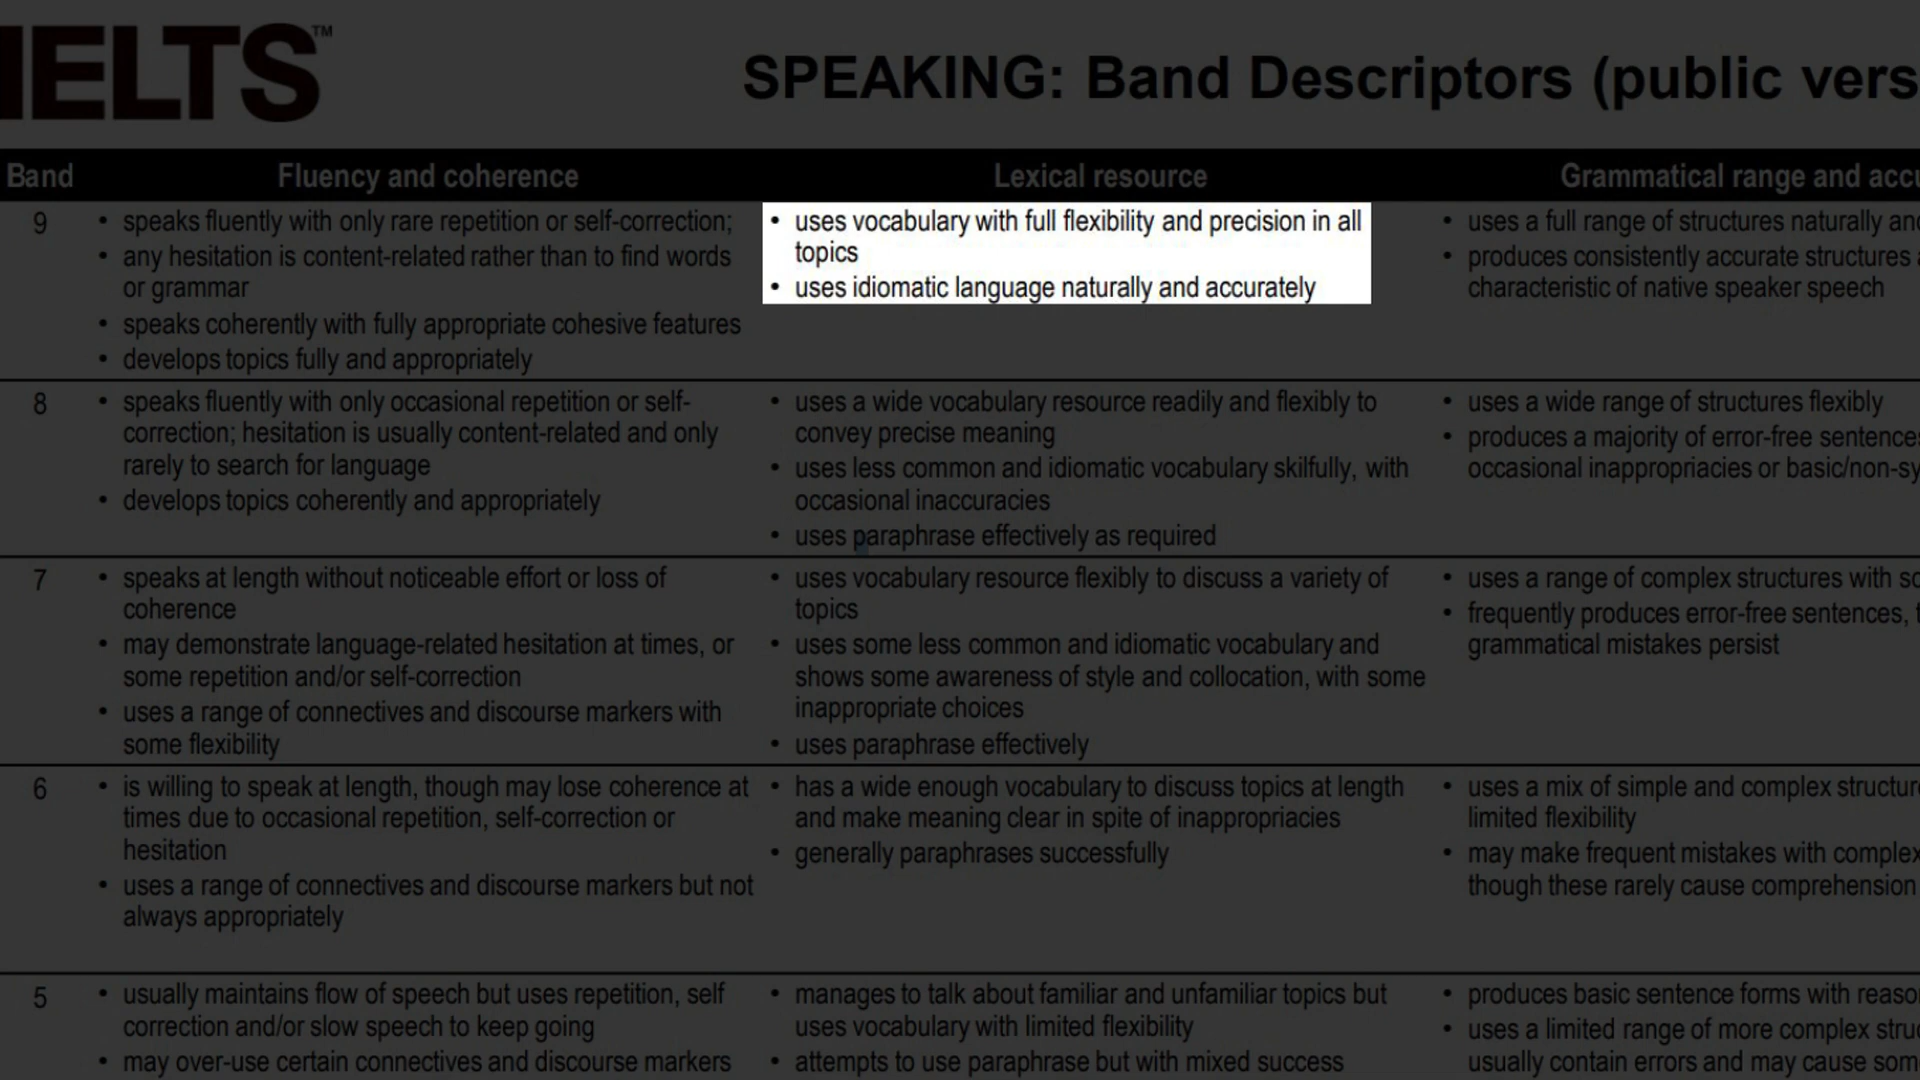 IELTS™
SPEAKING: Band Descriptors (public vers
Band
Fluency and coherence
Lexical resource
Grammatical range and accu
9
• speaks fluently with only rare repetition or self-correction;
• any hesitation is content-related rather than to find words
or grammar
• speaks coherently with fully appropriate cohesive features
• develops topics fully and appropriately
• uses vocabulary with full flexibility and precision in all
topics
• uses idiomatic language naturally and accurately
• uses a full range of structures naturally and
• produces consistently accurate structures a
characteristic of native speaker speech
8
• speaks fluently with only occasional repetition or self-
correction; hesitation is usually content-related and only
rarely to search for language
• develops topics coherently and appropriately
• uses a wide vocabulary resource readily and flexibly to
convey precise meaning
• uses less common and idiomatic vocabulary skilfully, with
occasional inaccuracies
• uses paraphrase effectively as required
• uses a wide range of structures flexibly
• produces a majority of error-free sentences
occasional inappropriacies or basic/non-sy
7
• speaks at length without noticeable effort or loss of
coherence
• may demonstrate language-related hesitation at times, or
some repetition and/or self-correction
• uses a range of connectives and discourse markers with
some flexibility
• uses vocabulary resource flexibly to discuss a variety of
topics
• uses some less common and idiomatic vocabulary and
shows some awareness of style and collocation, with some
inappropriate choices
• uses paraphrase effectively
• uses a range of complex structures with so
• frequently produces error-free sentences, t
grammatical mistakes persist
6
• is willing to speak at length, though may lose coherence at
times due to occasional repetition, self-correction or
hesitation
• uses a range of connectives and discourse markers but not
always appropriately
• has a wide enough vocabulary to discuss topics at length
and make meaning clear in spite of inappropriacies
• generally paraphrases successfully
• uses a mix of simple and complex structure
limited flexibility
• may make frequent mistakes with complex
though these rarely cause comprehension
5
• usually maintains flow of speech but uses repetition, self
correction and/or slow speech to keep going
• may over-use certain connectives and discourse markers
• manages to talk about familiar and unfamiliar topics but
uses vocabulary with limited flexibility
• attempts to use paraphrase but with mixed success
• produces basic sentence forms with reaso
• uses a limited range of more complex struc
usually contain errors and may cause som